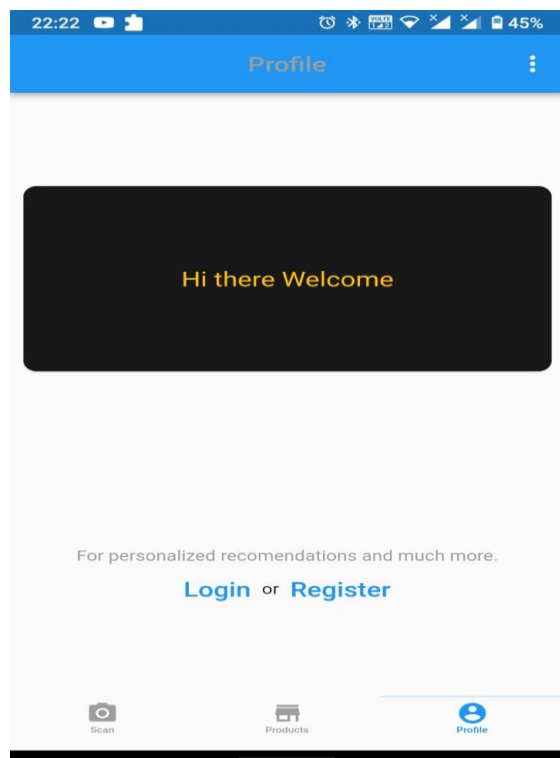 22:22 45%
Profile
Hi there Welcome
For personalized recomendations and much more.
Login or Register
Scan Products Profile